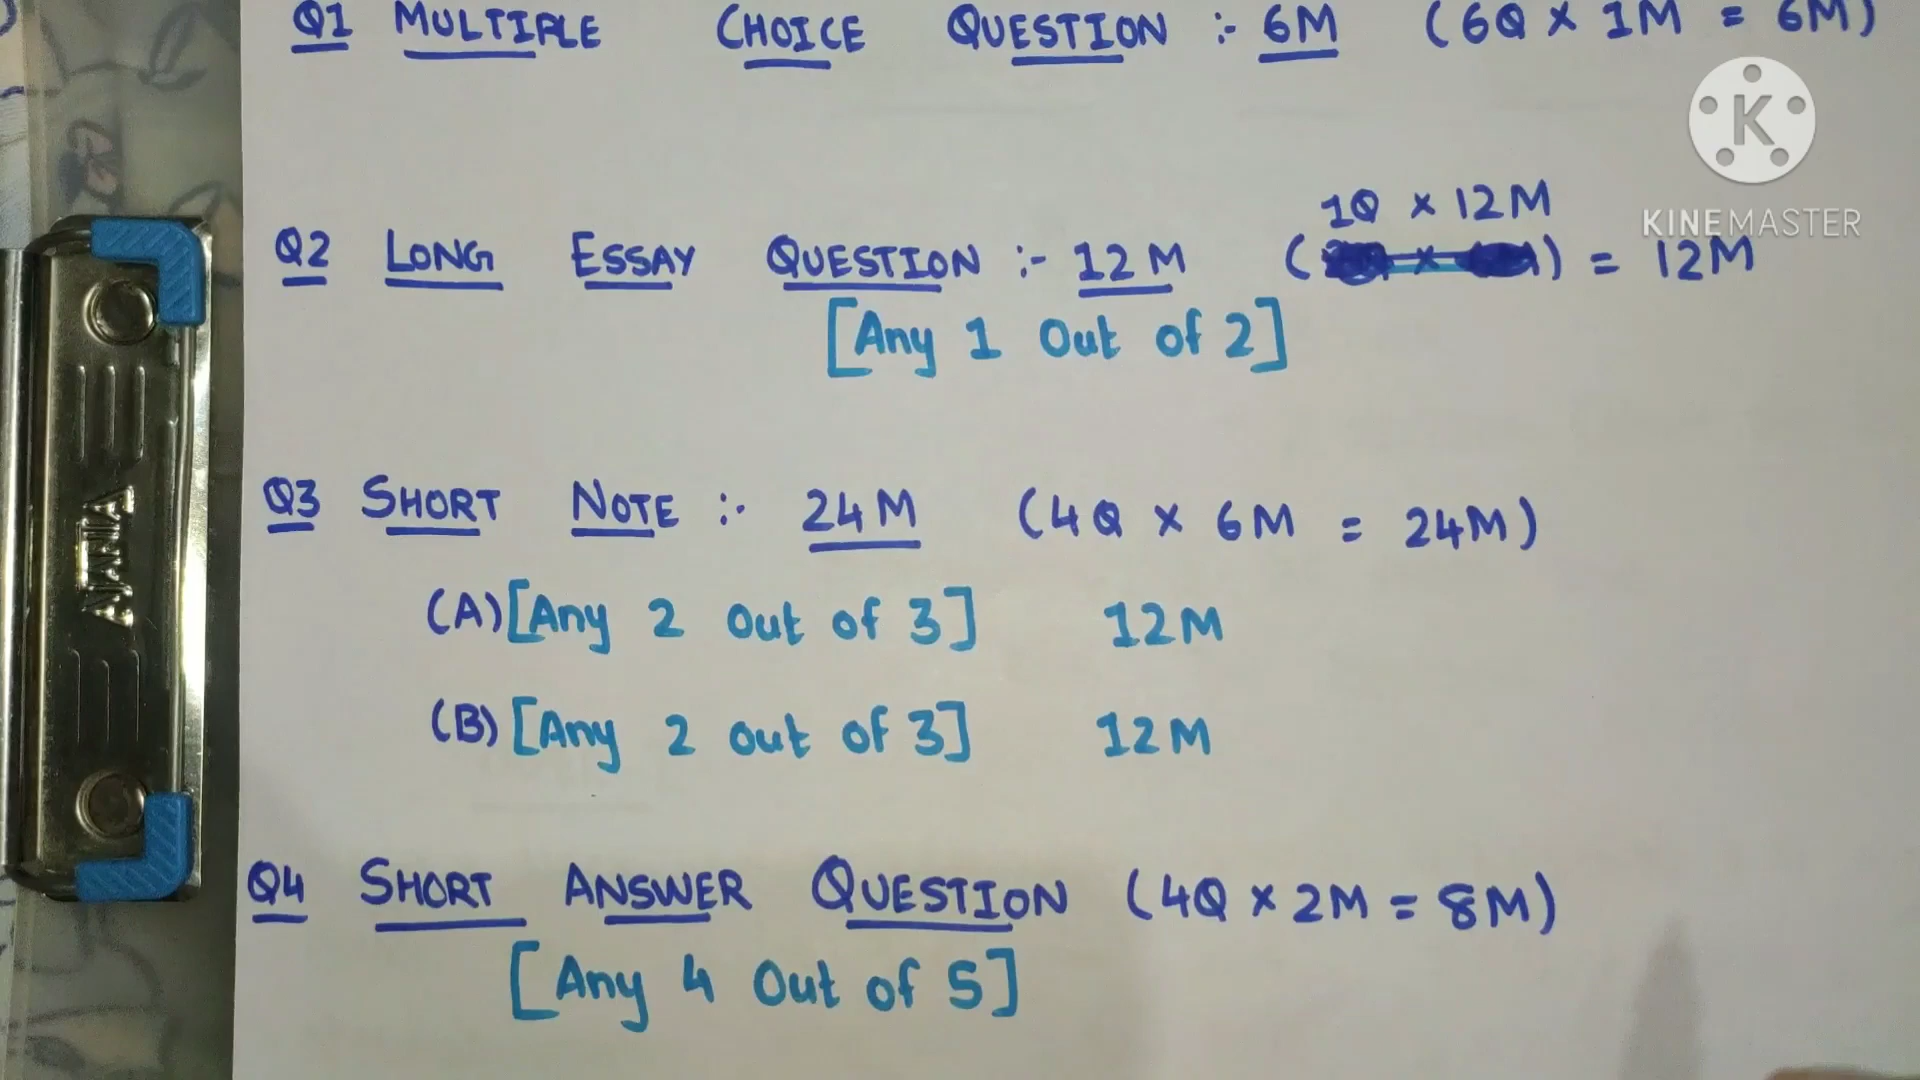 Q1 MULTIPLE CHOICE QUESTION :- 6M (6Q X 1M = 6M)
K
KINEMASTER
1Q x 12M
Q2 LONG ESSAY QUESTION :- 12M ( ) = 12M
[Any 1 Out of 2]
Q3 SHORT NOTE :- 24M (4Q x 6M = 24M)
(A) [Any 2 out of 3] 12M
(B) [Any 2 out of 3] 12M
Q4 SHORT ANSWER QUESTION (4Q x 2M = 8M)
[Any 4 Out of 5]
AJANTA